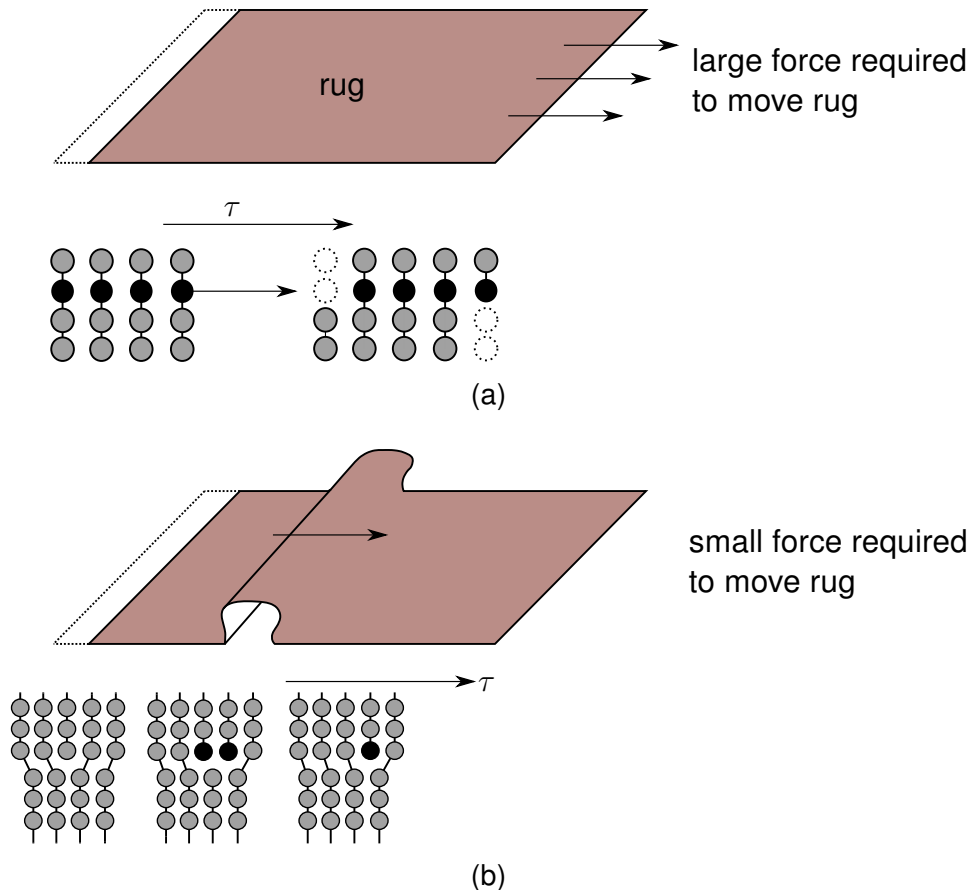 rug
large force required
to move rug
τ
(a)
small force required
to move rug
τ
(b)